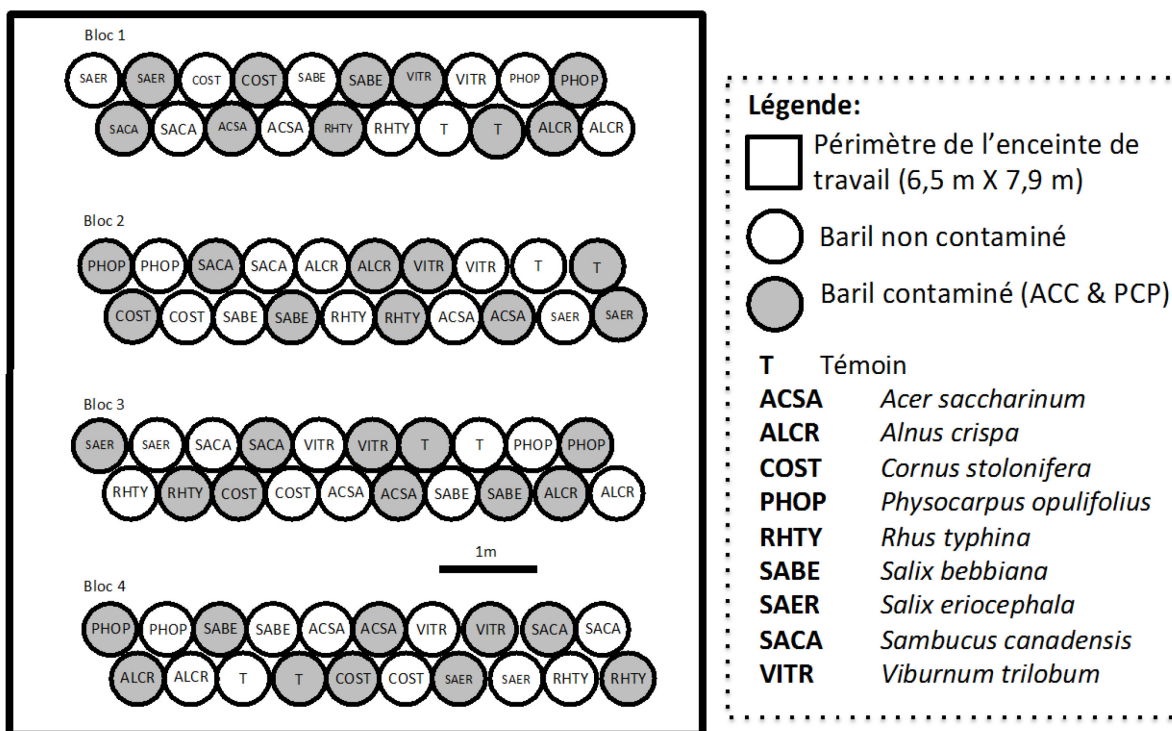 Bloc 1
SAER SAER COST COST SABE SABE VITR VITR PHOP PHOP
SACA SACA ACSA ACSA RHTY RHTY T T ALCR ALCR
Bloc 2
PHOP PHOP SACA SACA ALCR ALCR VITR VITR T T
COST COST SABE SABE RHTY RHTY ACSA ACSA SAER SAER
Bloc 3
SAER SAER SACA SACA VITR VITR T T PHOP PHOP
RHTY RHTY COST COST ACSA ACSA SABE SABE ALCR ALCR
1m
Bloc 4
PHOP PHOP SABE SABE ACSA ACSA VITR VITR SACA SACA
ALCR ALCR T T COST COST SAER SAER RHTY RHTY
Légende:
Périmètre de l'enceinte de
travail (6,5 m X 7,9 m)
Baril non contaminé
Baril contaminé (ACC & PCP)
T Témoin
ACSA Acer saccharinum
ALCR Alnus crispa
COST Cornus stolonifera
PHOP Physocarpus opulifolius
RHTY Rhus typhina
SABE Salix bebbiana
SAER Salix eriocephala
SACA Sambucus canadensis
VITR Viburnum trilobum